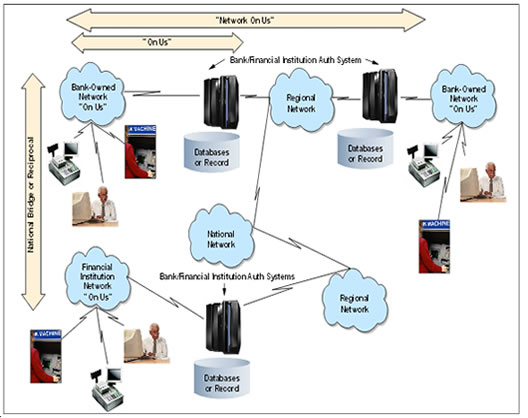 "Network On Us"
"On Us"
Bank/Financial Institution Auth System
Bank-Owned
Network
"On Us"
Regional
Network
Bank-Owned
Network
"On Us"
Databases
or Record
Databases
or Record
National Bridge or Reciprocal
National
Network
Financial
Institution
Network
"On Us"
Bank/Financial Institution Auth Systems
Regional
Network
Databases
or Record